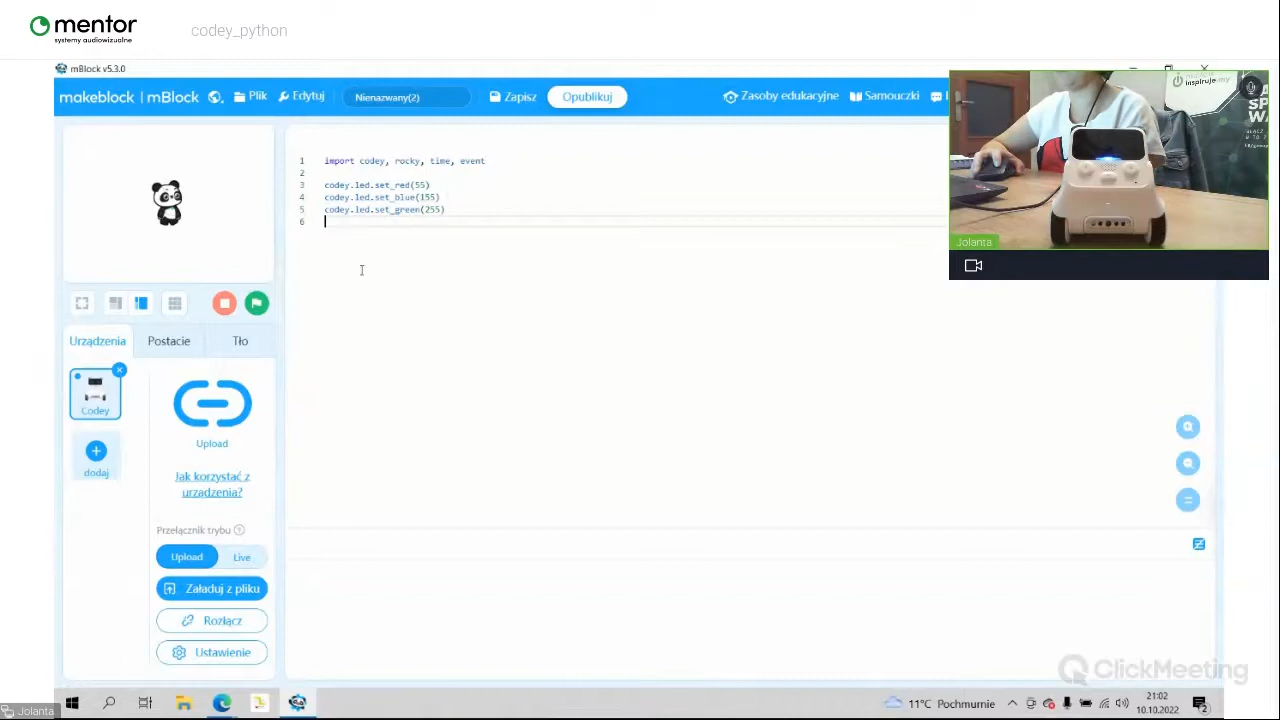 mentor
systemy audiowizualne
codey_python
mBlock v5.3.0
makeblock | mBlock
Plik
Edytuj
Nienazwany(2)
Zapisz
Opublikuj
Zasoby edukacyjne
Samouczki
inspiruje.my
Jolanta
1 import codey, rocky, time, event
2
3 codey.led.set_red(55)
4 codey.led.set_blue(155)
5 codey.led.set_green(255)
6
Urządzenia
Postacie
Tło
Codey
dodaj
Upload
Jak korzystać z
urządzenia?
Przełącznik trybu
Upload
Live
Załaduj z pliku
Rozłącz
Ustawienie
ClickMeeting
Jolanta
11°C Pochmurnie
21:02
10.10.2022
2